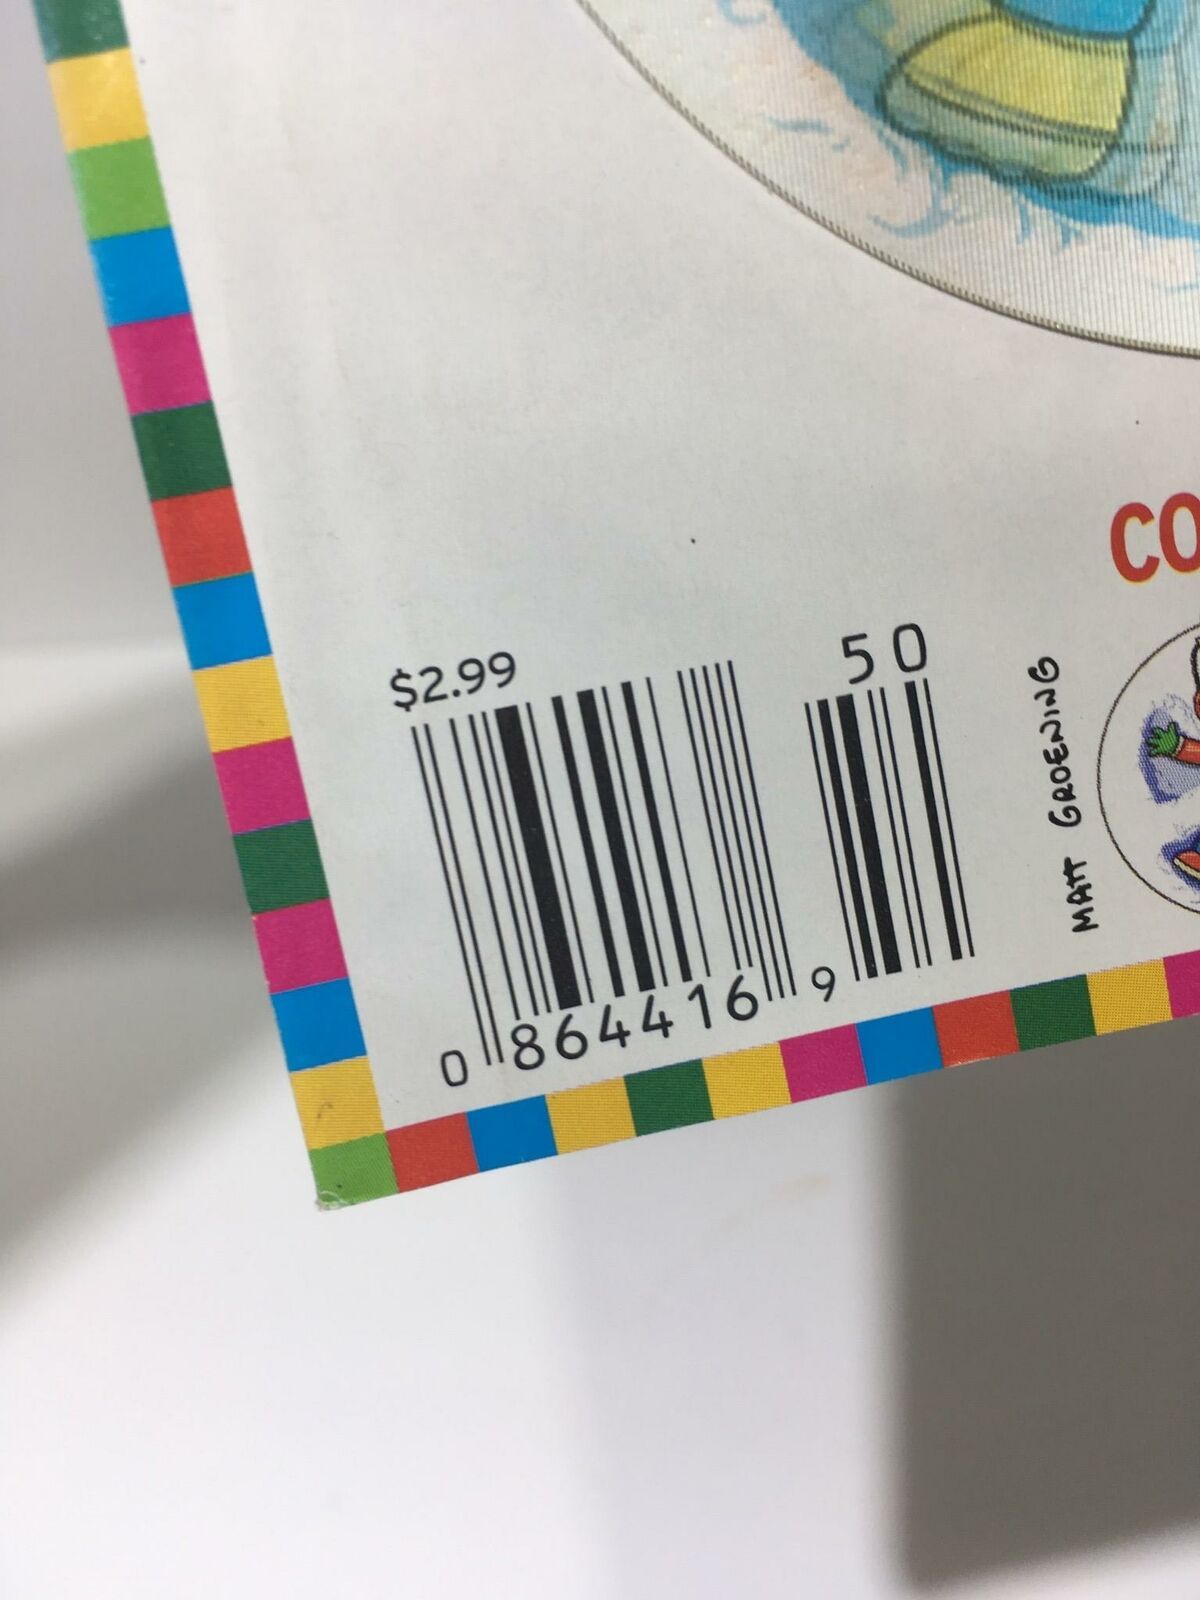 CO
$2.99
50
MATT GROENING
0 864416 9